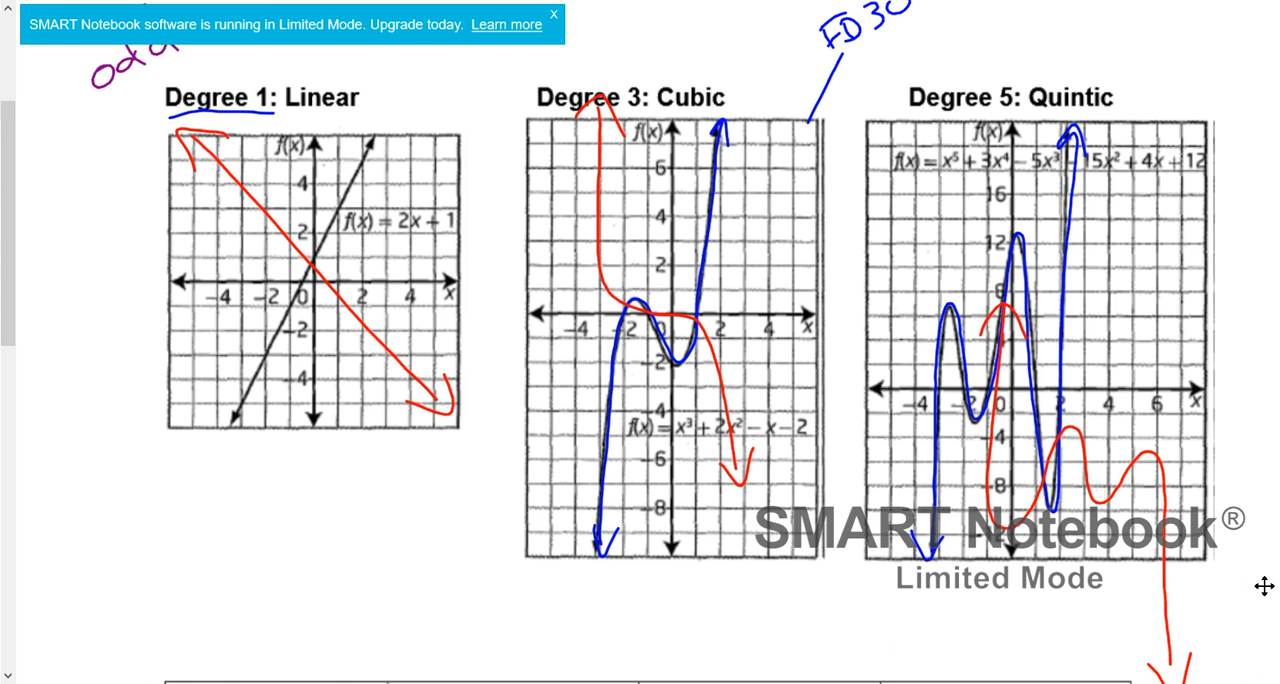 SMART Notebook software is running in Limited Mode. Upgrade today. Learn more X
Degree 1: Linear
Degree 3: Cubic
Degree 5: Quintic
f(x)
4
f(x) = 2x + 1
2
-4 -2 0 2 4 x
-2
-4
f(x)
6
4
2
-4 -2 0 2 4 x
-2
-4
f(x) = x³ + 2x² - x - 2
-6
-8
f(x)
f(x) = x⁵ + 3x⁴ - 5x³ - 15x² + 4x + 12
16
12
8
-4 -2 0 2 4 6 x
-4
-8
SMART Notebook®
Limited Mode